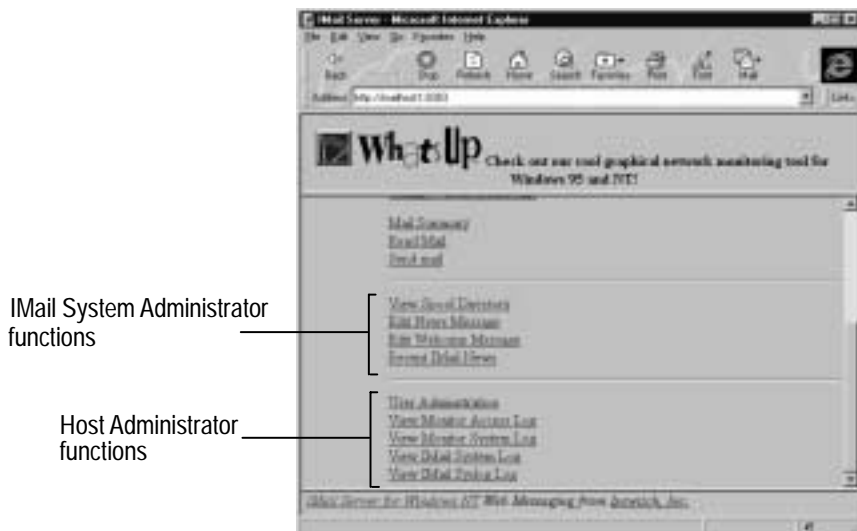 IMail Server - Microsoft Internet Explorer
File Edit View Go Favorites Help
Back Stop Refresh Home Search Favorites Print Font Mail
Address Links
WhatsUp Check out our cool graphical network monitoring tool for
Windows 95 and NT!
Mail Summary
Read Mail
Send mail
IMail System Administrator
functions
View Spool Directory
Edit News Message
Edit Welcome Message
Recent IMail News
Host Administrator
functions
User Administration
View Monitor Access Log
View Monitor System Log
View IMail System Log
View IMail Syslog Log
IMail Server for Windows NT Web Messaging from Ipswitch, Inc.